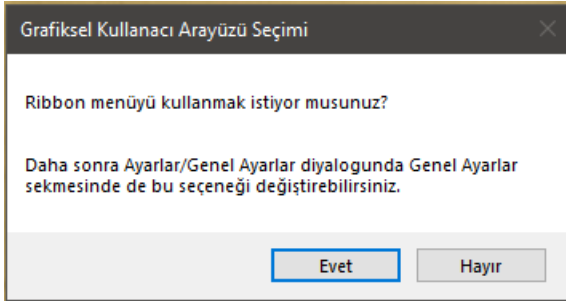 Grafiksel Kullanacı Arayüzü Seçimi
Ribbon menüyü kullanmak istiyor musunuz?
Daha sonra Ayarlar/Genel Ayarlar diyalogunda Genel Ayarlar
sekmesinde de bu seçeneği değiştirebilirsiniz.
Evet
Hayır